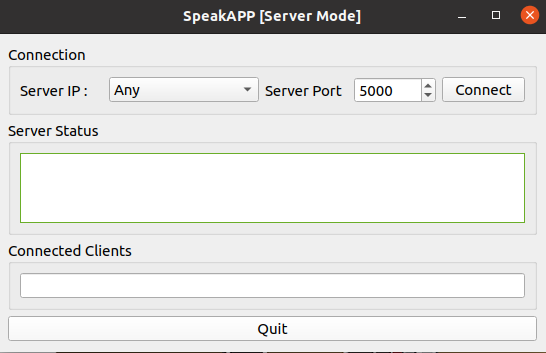 SpeakAPP [Server Mode]
Connection
Server IP : Any Server Port 5000 Connect
Server Status
Connected Clients
Quit